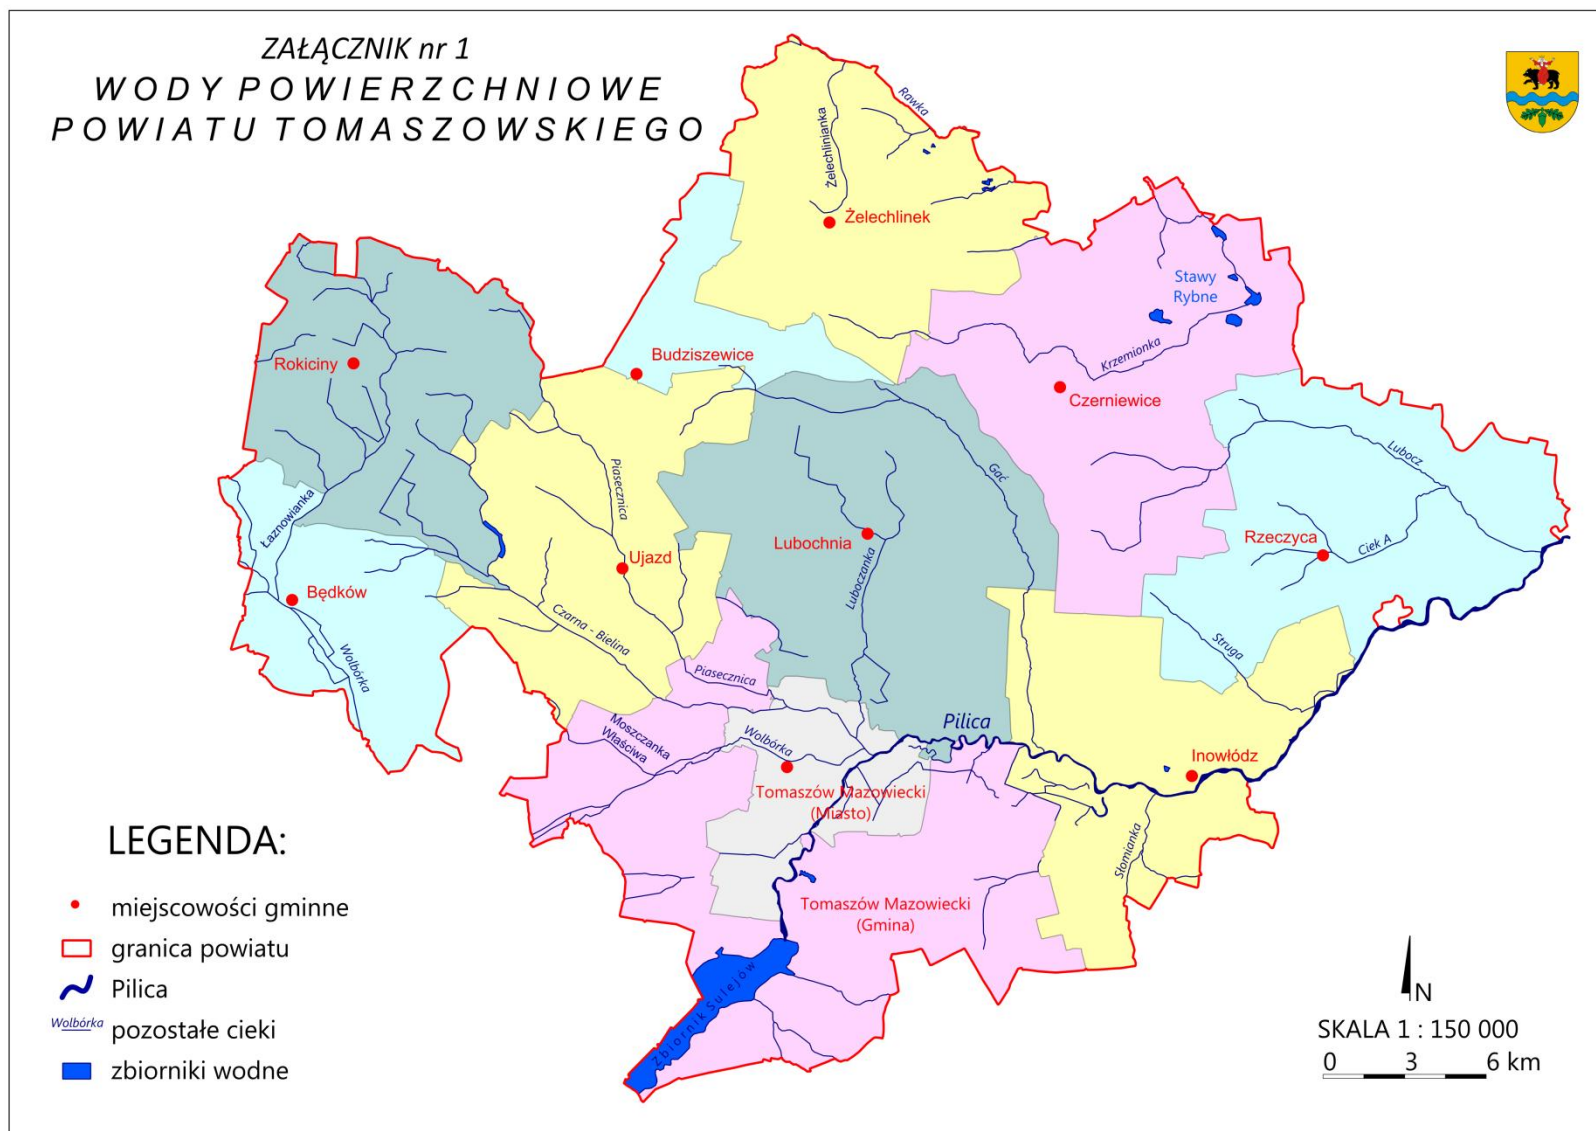 ZAŁĄCZNIK nr 1
WODY POWIERZCHNIOWE
POWIATU TOMASZOWSKIEGO
Rawka
Żelechlinianka
Żelechlinek
Stawy
Rybne
Krzemionka
Budziszewice
Rokiciny
Czerniewice
Lubocz
Gać
Piasecznica
Łaznowianka
Lubochnia
Rzeczyca
Ciek A
Ujazd
Luboczanka
Będków
Czarna - Bielina
Struga
Wolbórka
Piasecznica
Pilica
Moszczanka
Właściwa
Wolbórka
Inowłódz
Tomaszów Mazowiecki
(Miasto)
Słomianka
Tomaszów Mazowiecki
(Gmina)
Zbiornik Sulejów
LEGENDA:
miejscowości gminne
granica powiatu
Pilica
Wolbórka pozostałe cieki
zbiorniki wodne
N
SKALA 1 : 150 000
0 3 6 km